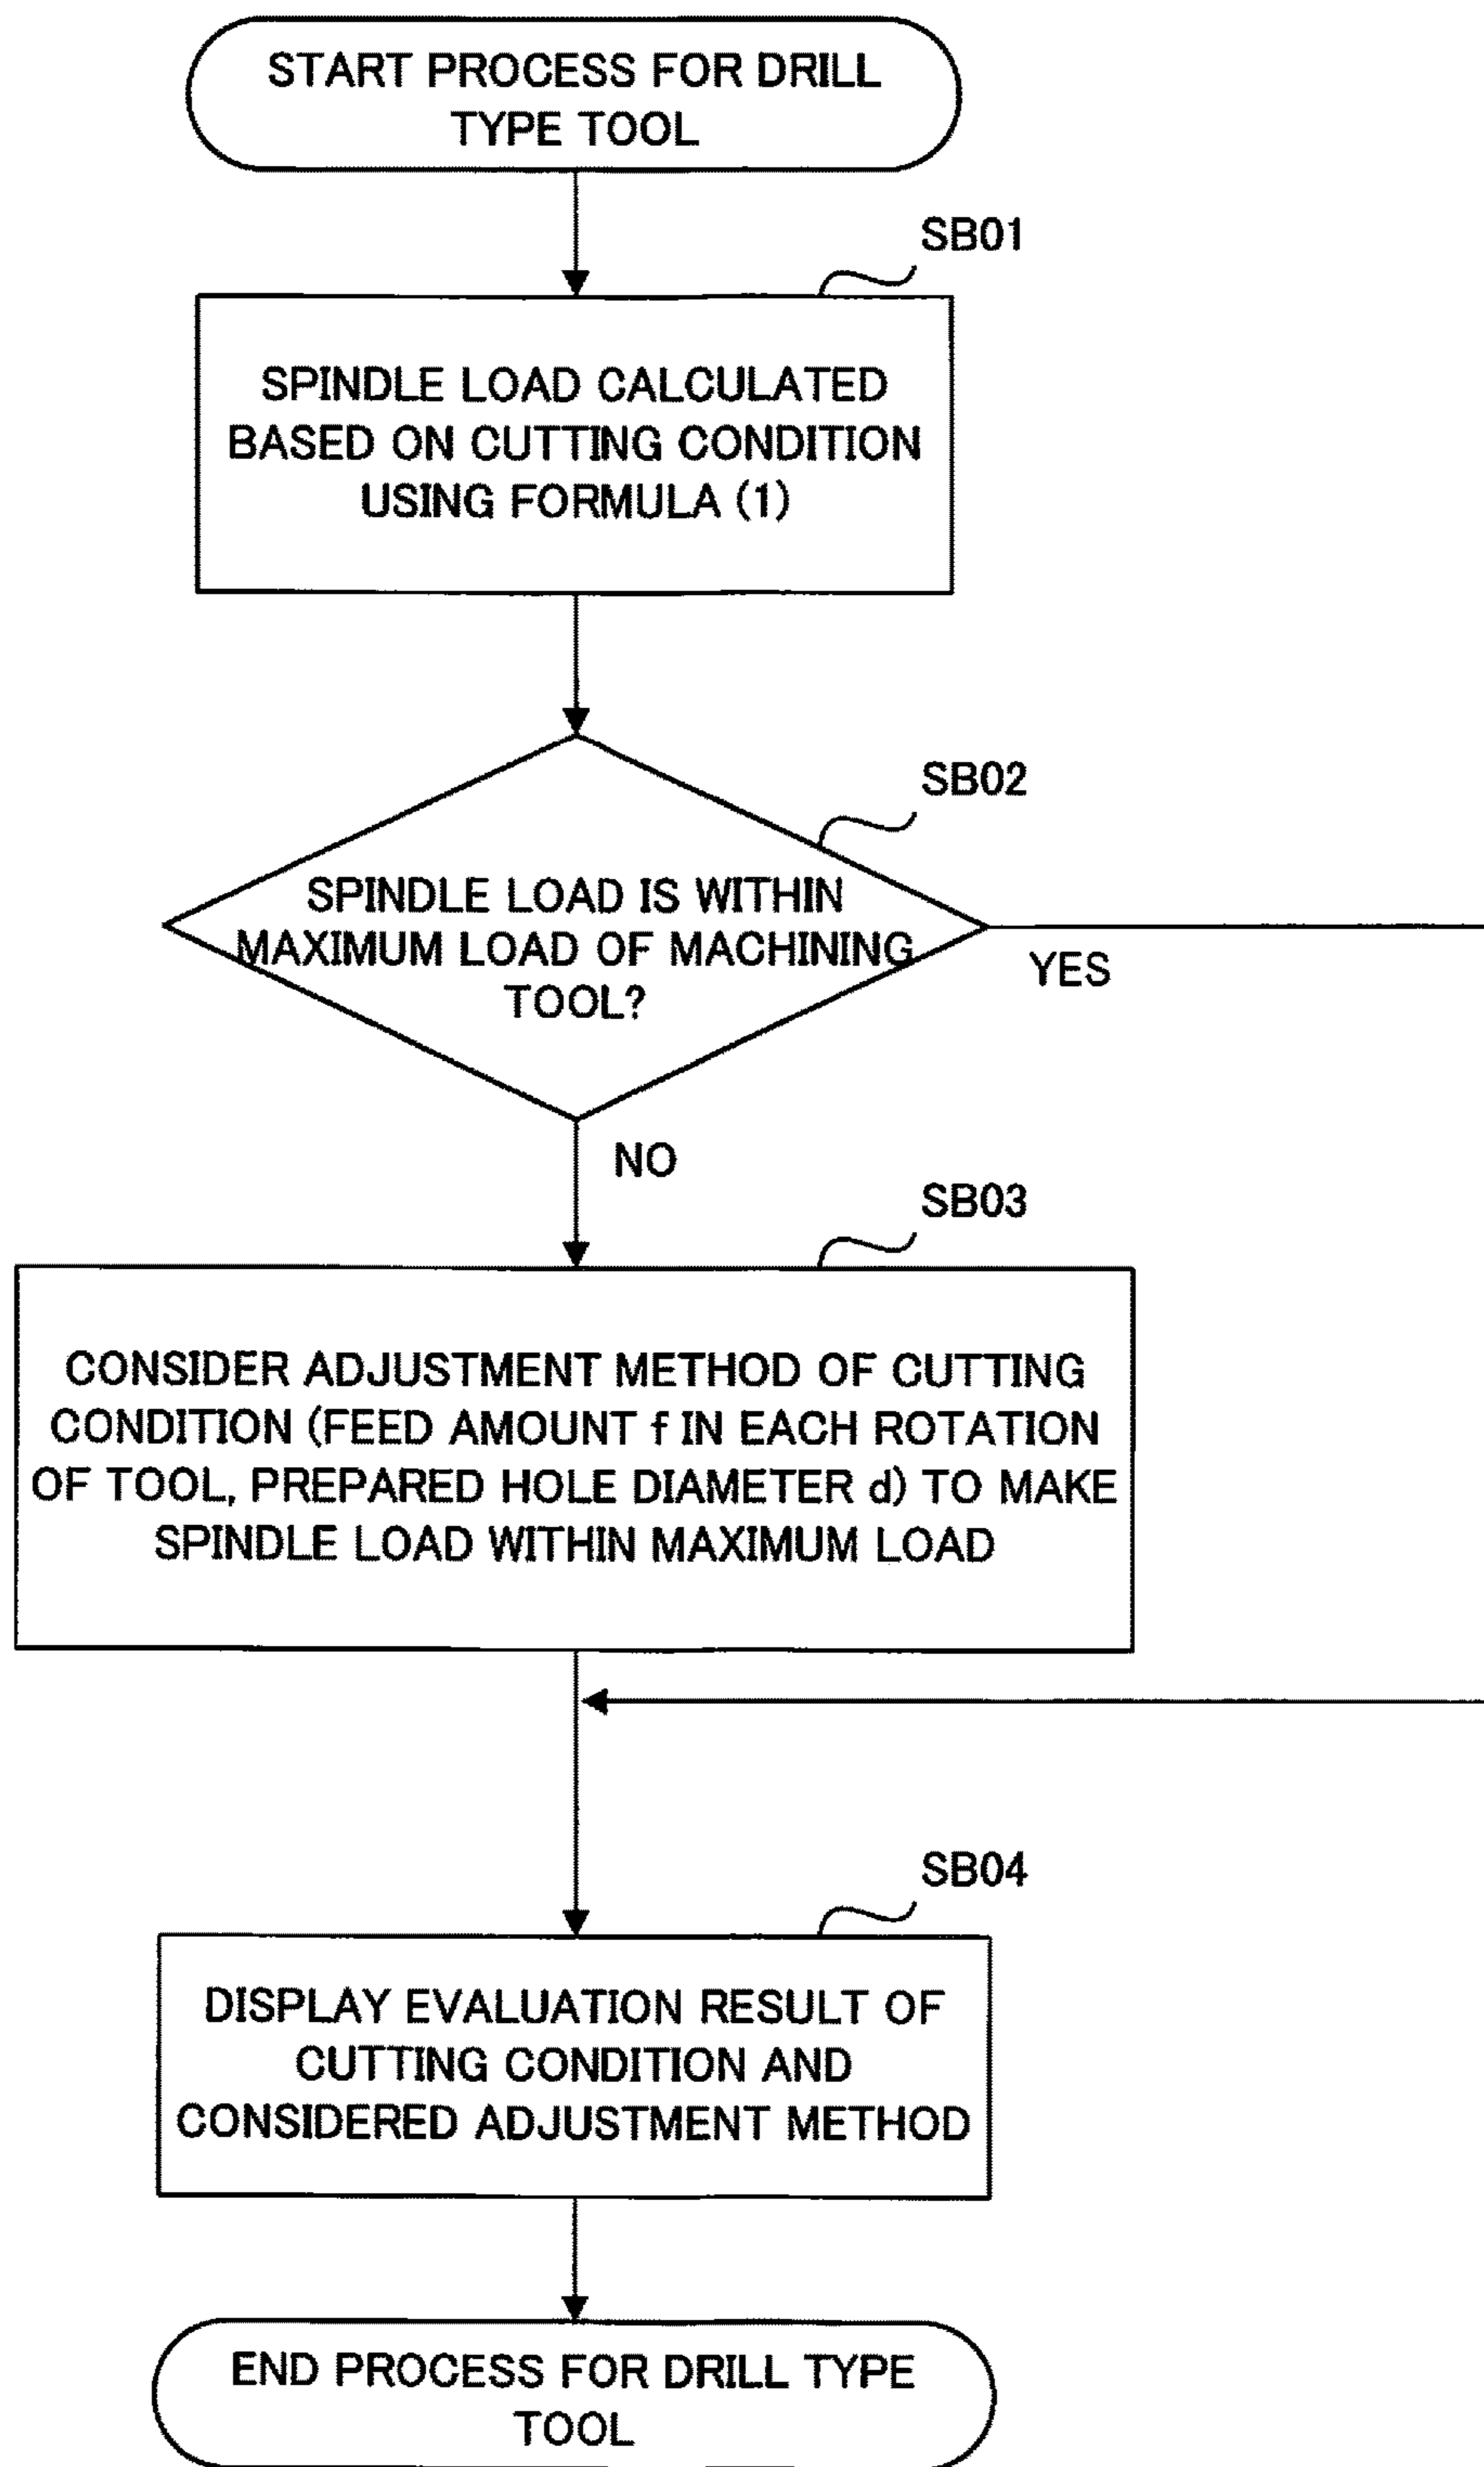 START PROCESS FOR DRILL
TYPE TOOL
SB01
SPINDLE LOAD CALCULATED
BASED ON CUTTING CONDITION
USING FORMULA (1)
SB02
SPINDLE LOAD IS WITHIN
MAXIMUM LOAD OF MACHINING
TOOL?
YES
NO
SB03
CONSIDER ADJUSTMENT METHOD OF CUTTING
CONDITION (FEED AMOUNT f IN EACH ROTATION
OF TOOL, PREPARED HOLE DIAMETER d) TO MAKE
SPINDLE LOAD WITHIN MAXIMUM LOAD
SB04
DISPLAY EVALUATION RESULT OF
CUTTING CONDITION AND
CONSIDERED ADJUSTMENT METHOD
END PROCESS FOR DRILL TYPE
TOOL